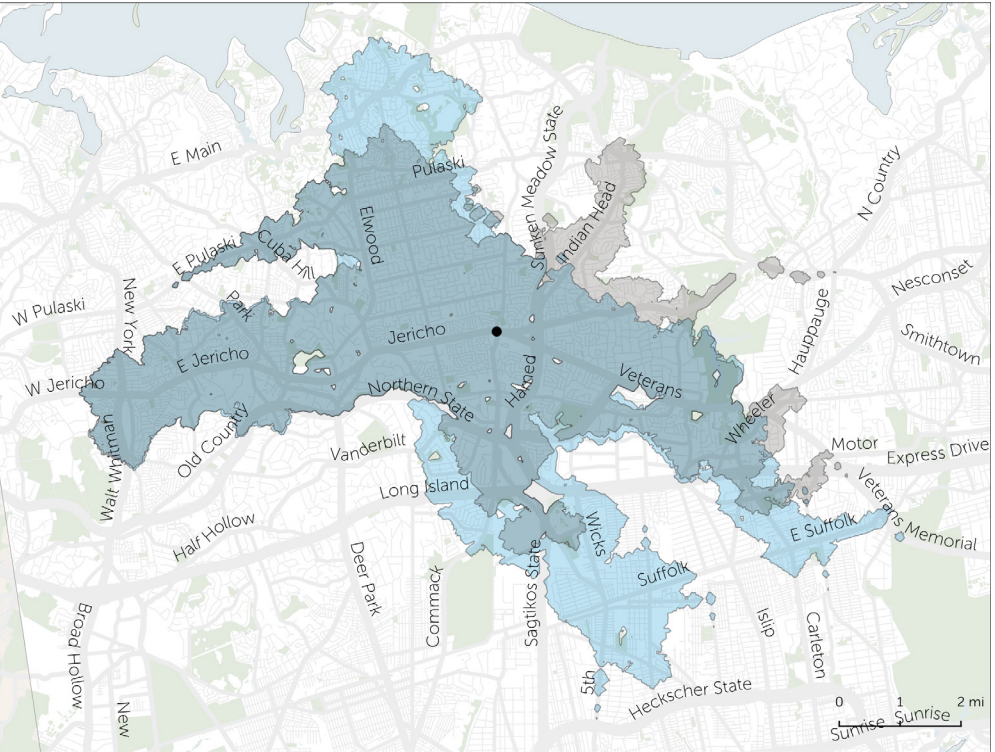 E Main
Pulaski
Sunken Meadow State
Indian Head
N Country
Elwood
E Pulaski
Cuba Hill
Nesconset
W Pulaski
New York
Park
Hauppauge
Smithtown
E Jericho
Jericho
W Jericho
Northern State
Harned
Veterans
Wheeler
Walt Whitman
Old Country
Vanderbilt
Motor
Express Drive
Long Island
Veterans Memorial
Half Hollow
Wicks
E Suffolk
Deer Park
Commack
Sagtikos State
Suffolk
Broad Hollow
Islip
Carleton
5th
Heckscher State
New
0 1 2 mi
Sunrise Sunrise